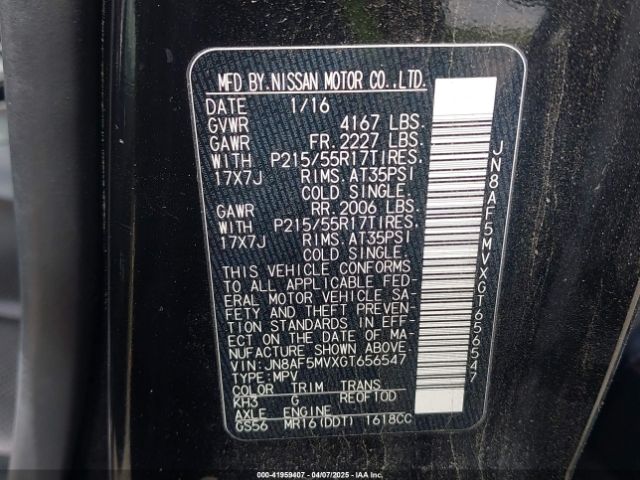 MFD BY.NISSAN MOTOR CO.,LTD.
DATE 1/16
GVWR 4167 LBS.
GAWR FR. 2227 LBS.
WITH P215/55R17TIRES.
17X7J RIMS. AT35PSI
COLD SINGLE.
GAWR RR. 2006 LBS.
WITH P215/55R17TIRES.
17X7J RIMS. AT35PSI
COLD SINGLE.
THIS VEHICLE CONFORMS
TO ALL APPLICABLE FED-
ERAL MOTOR VEHICLE SA-
FETY AND THEFT PREVEN-
TION STANDARDS IN EFF-
ECT ON THE DATE OF MA-
NUFACTURE SHOWN ABOVE.
VIN: JN8AF5MVXGT656547
TYPE: MPV
COLOR TRIM TRANS
KH3 G REOF10D
AXLE ENGINE
GS56 MR16(DDT) 1618CC
JN8AF5MVXGT656547
000-41959407 - 04/07/2025 - IAAI.COM